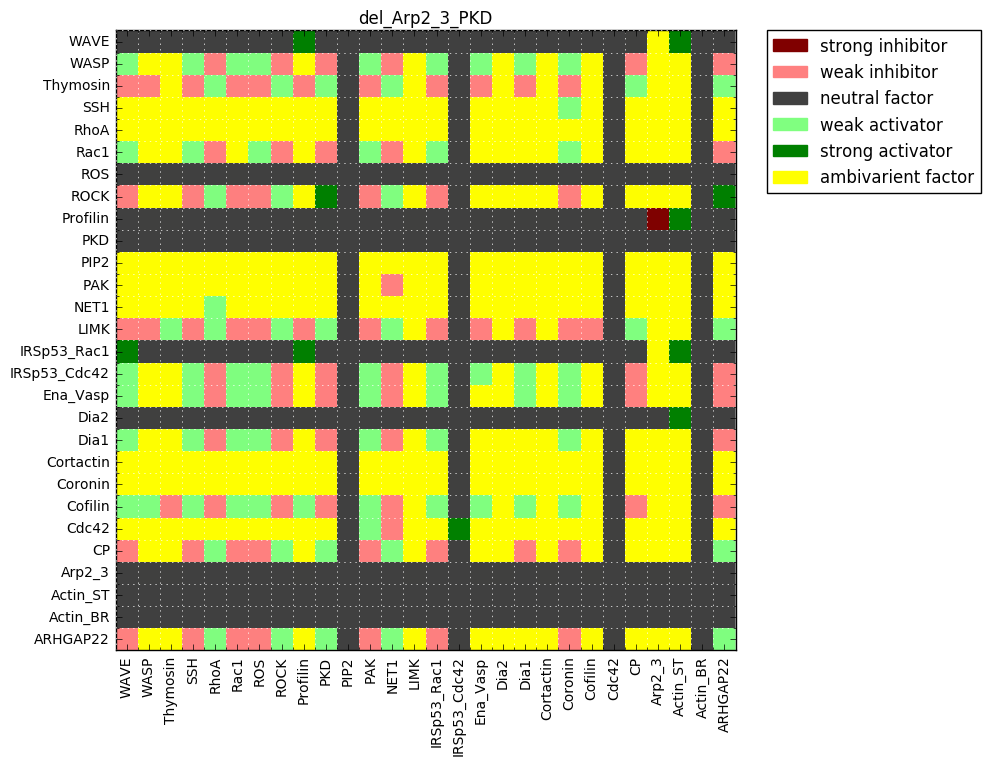 del_Arp2_3_PKD
WAVE
WASP
Thymosin
SSH
RhoA
Rac1
ROS
ROCK
Profilin
PKD
PIP2
PAK
NET1
LIMK
IRSp53_Rac1
IRSp53_Cdc42
Ena_Vasp
Dia2
Dia1
Cortactin
Coronin
Cofilin
Cdc42
CP
Arp2_3
Actin_ST
Actin_BR
ARHGAP22
WAVE
WASP
Thymosin
SSH
RhoA
Rac1
ROS
ROCK
Profilin
PKD
PIP2
PAK
NET1
LIMK
IRSp53_Rac1
IRSp53_Cdc42
Ena_Vasp
Dia2
Dia1
Cortactin
Coronin
Cofilin
Cdc42
CP
Arp2_3
Actin_ST
Actin_BR
ARHGAP22
strong inhibitor
weak inhibitor
neutral factor
weak activator
strong activator
ambivarient factor